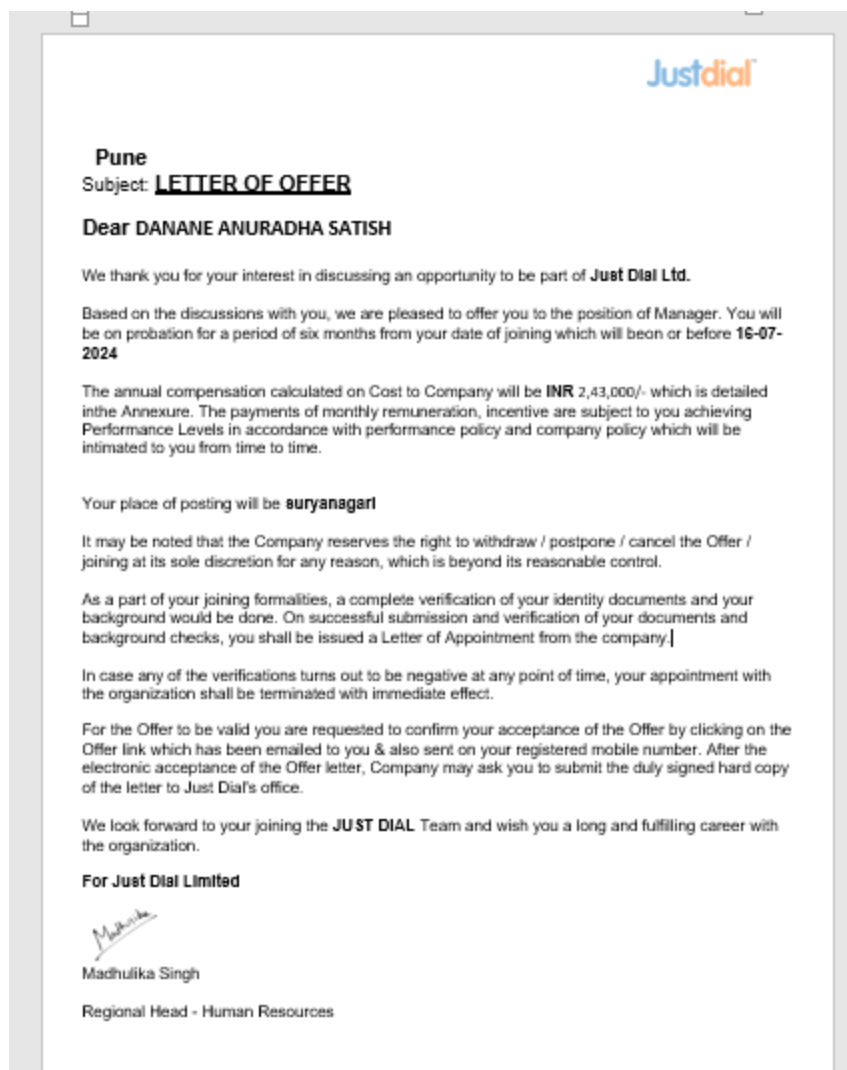 Justdial
Pune
Subject: LETTER OF OFFER
Dear DANANE ANURADHA SATISH
We thank you for your interest in discussing an opportunity to be part of Just Dial Ltd.
Based on the discussions with you, we are pleased to offer you to the position of Manager. You will
be on probation for a period of six months from your date of joining which will beon or before 16-07-
2024
The annual compensation calculated on Cost to Company will be INR 2,43,000/- which is detailed
inthe Annexure. The payments of monthly remuneration, incentive are subject to you achieving
Performance Levels in accordance with performance policy and company policy which will be
intimated to you from time to time.
Your place of posting will be suryanagari
It may be noted that the Company reserves the right to withdraw / postpone / cancel the Offer /
joining at its sole discretion for any reason, which is beyond its reasonable control.
As a part of your joining formalities, a complete verification of your identity documents and your
background would be done. On successful submission and verification of your documents and
background checks, you shall be issued a Letter of Appointment from the company.
In case any of the verifications turns out to be negative at any point of time, your appointment with
the organization shall be terminated with immediate effect.
For the Offer to be valid you are requested to confirm your acceptance of the Offer by clicking on the
Offer link which has been emailed to you & also sent on your registered mobile number. After the
electronic acceptance of the Offer letter, Company may ask you to submit the duly signed hard copy
of the letter to Just Dial's office.
We look forward to your joining the JUST DIAL Team and wish you a long and fulfilling career with
the organization.
For Just Dial Limited
Madhulika
Madhulika Singh
Regional Head - Human Resources